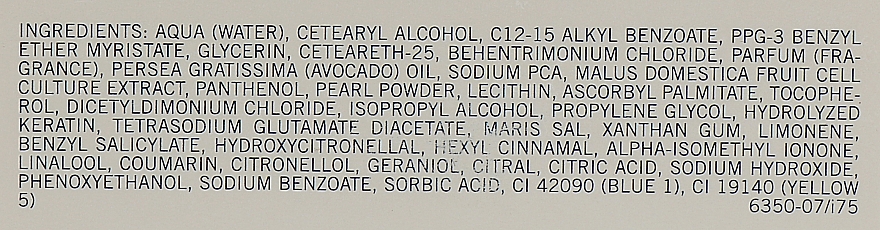 INGREDIENTS: AQUA (WATER), CETEARYL ALCOHOL, C12-15 ALKYL BENZOATE, PPG-3 BENZYL
ETHER MYRISTATE, GLYCERIN, CETEARETH-25, BEHENTRIMONIUM CHLORIDE, PARFUM (FRA-
GRANCE), PERSEA GRATISSIMA (AVOCADO) OIL, SODIUM PCA, MALUS DOMESTICA FRUIT CELL
CULTURE EXTRACT, PANTHENOL, PEARL POWDER, LECITHIN, ASCORBYL PALMITATE, TOCOPHE-
ROL, DICETYLDIMONIUM CHLORIDE, ISOPROPYL ALCOHOL, PROPYLENE GLYCOL, HYDROLYZED
KERATIN, TETRASODIUM GLUTAMATE DIACETATE, MARIS SAL, XANTHAN GUM, LIMONENE,
BENZYL SALICYLATE, HYDROXYCITRONELLAL, HEXYL CINNAMAL, ALPHA-ISOMETHYL IONONE,
LINALOOL, COUMARIN, CITRONELLOL, GERANIOL, CITRAL, CITRIC ACID, SODIUM HYDROXIDE,
PHENOXYETHANOL, SODIUM BENZOATE, SORBIC ACID, CI 42090 (BLUE 1), CI 19140 (YELLOW
5) 6350-07/i75